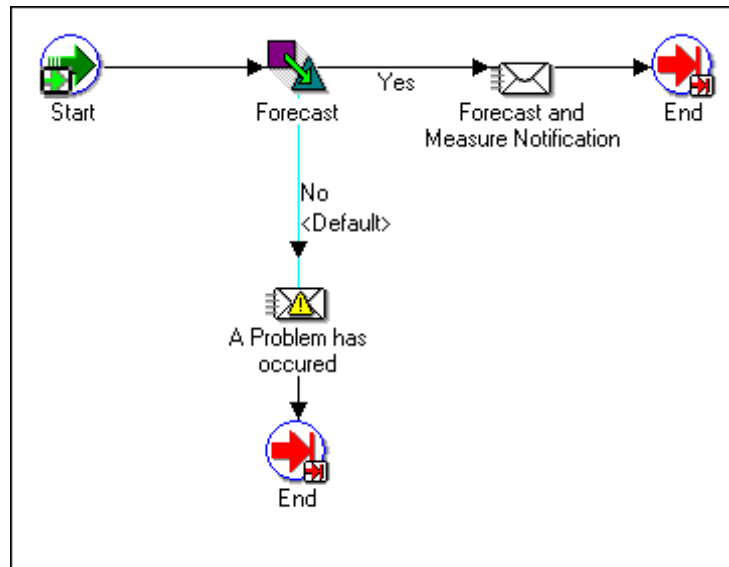 Start
Forecast
Yes
Forecast and
Measure Notification
End
No
<Default>
A Problem has
occured
End